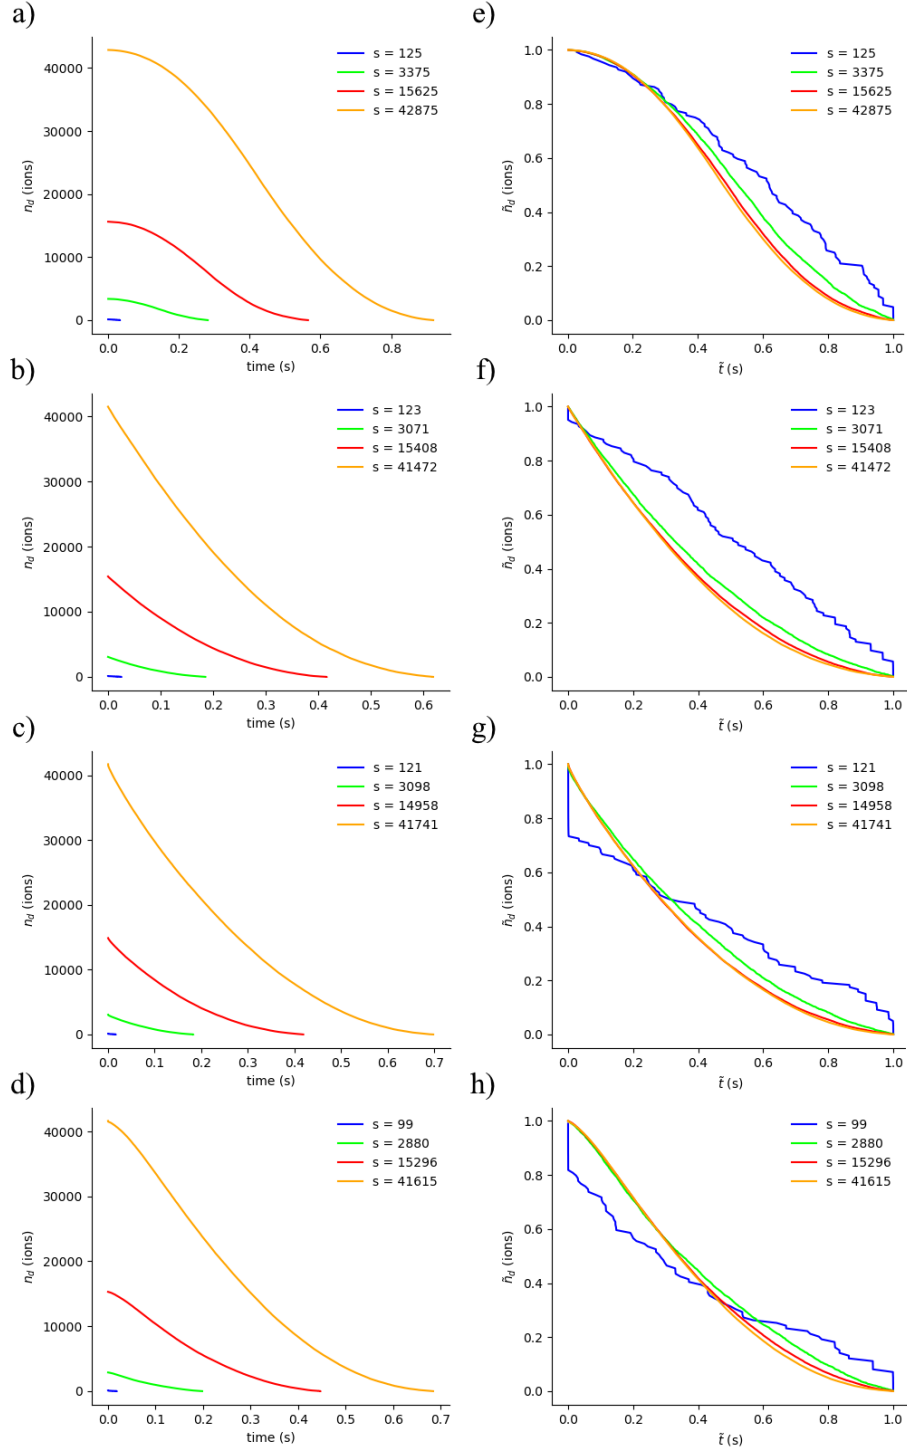 a)
40000
30000
20000
10000
0
n_d (ions)
s = 125
s = 3375
s = 15625
s = 42875
0.0 0.2 0.4 0.6 0.8
time (s)
e)
1.0
0.8
0.6
0.4
0.2
0.0
ñ_d (ions)
s = 125
s = 3375
s = 15625
s = 42875
0.0 0.2 0.4 0.6 0.8 1.0
t̃ (s)
b)
40000
30000
20000
10000
0
n_d (ions)
s = 123
s = 3071
s = 15408
s = 41472
0.0 0.1 0.2 0.3 0.4 0.5 0.6
time (s)
f)
1.0
0.8
0.6
0.4
0.2
0.0
ñ_d (ions)
s = 123
s = 3071
s = 15408
s = 41472
0.0 0.2 0.4 0.6 0.8 1.0
t̃ (s)
c)
40000
30000
20000
10000
0
n_d (ions)
s = 121
s = 3098
s = 14958
s = 41741
0.0 0.1 0.2 0.3 0.4 0.5 0.6 0.7
time (s)
g)
1.0
0.8
0.6
0.4
0.2
0.0
ñ_d (ions)
s = 121
s = 3098
s = 14958
s = 41741
0.0 0.2 0.4 0.6 0.8 1.0
t̃ (s)
d)
40000
30000
20000
10000
0
n_d (ions)
s = 99
s = 2880
s = 15296
s = 41615
0.0 0.1 0.2 0.3 0.4 0.5 0.6 0.7
time (s)
h)
1.0
0.8
0.6
0.4
0.2
0.0
ñ_d (ions)
s = 99
s = 2880
s = 15296
s = 41615
0.0 0.2 0.4 0.6 0.8 1.0
t̃ (s)